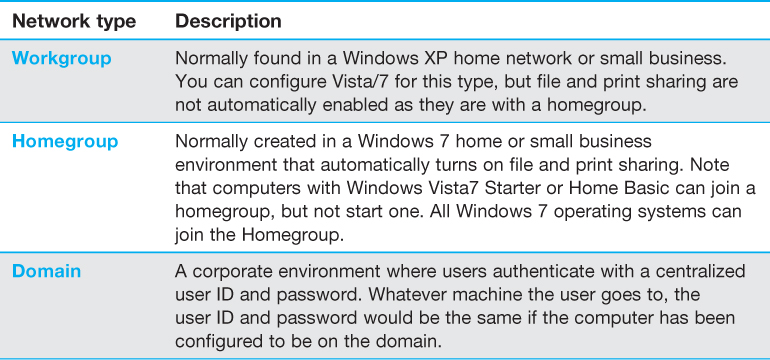 Network type Description
Workgroup Normally found in a Windows XP home network or small business.
You can configure Vista/7 for this type, but file and print sharing are
not automatically enabled as they are with a homegroup.
Homegroup Normally created in a Windows 7 home or small business
environment that automatically turns on file and print sharing. Note
that computers with Windows Vista7 Starter or Home Basic can join a
homegroup, but not start one. All Windows 7 operating systems can
join the Homegroup.
Domain A corporate environment where users authenticate with a centralized
user ID and password. Whatever machine the user goes to, the
user ID and password would be the same if the computer has been
configured to be on the domain.